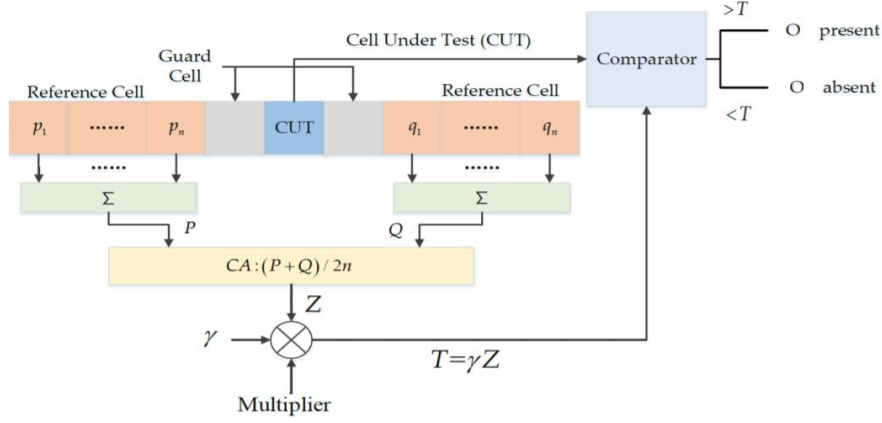 >T
Cell Under Test (CUT)
O present
Guard
Cell
Comparator
Reference Cell
Reference Cell
O absent
<T
p₁ ...... pₙ CUT q₁ ...... qₙ
...... ......
Σ Σ
P Q
CA:(P+Q)/2n
Z
γ
T=γZ
Multiplier